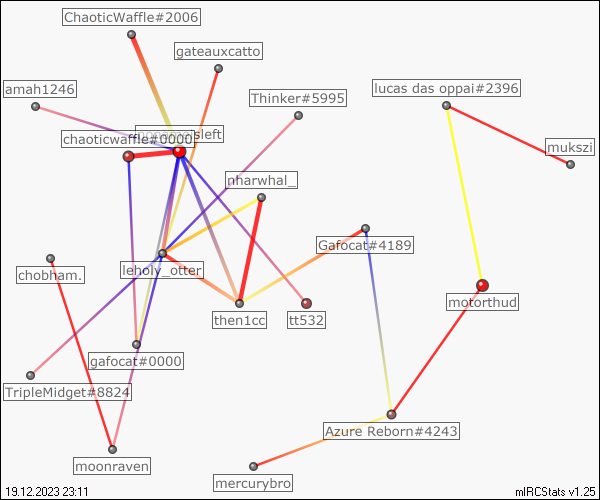 ChaoticWaffle#2006
gateauxcatto
amah1246
Thinker#5995
lucas das oppai#2396
chaoticwaffle#0000
mukszi
nharwhal_
Gafocat#4189
leholy_otter
chobham.
motorthud
then1cc
tt532
gafocat#0000
TripleMidget#8824
Azure Reborn#4243
moonraven
mercurybro
19.12.2023 23:11
mIRCStats v1.25